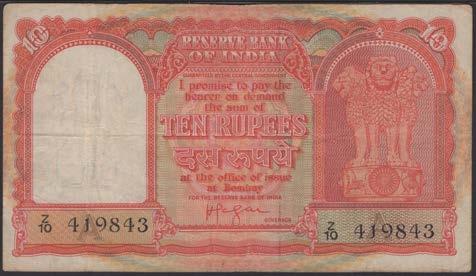 10
RESERVE BANK
OF INDIA
10
GUARANTEED BY THE CENTRAL GOVERNMENT
I promise to pay the
bearer on demand
the sum of
TEN RUPEES
दस रुपये
at the office of issue
at Bombay
FOR THE RESERVE BANK OF INDIA
GOVERNOR
Z/10 419843
A
Z/10 419843
A